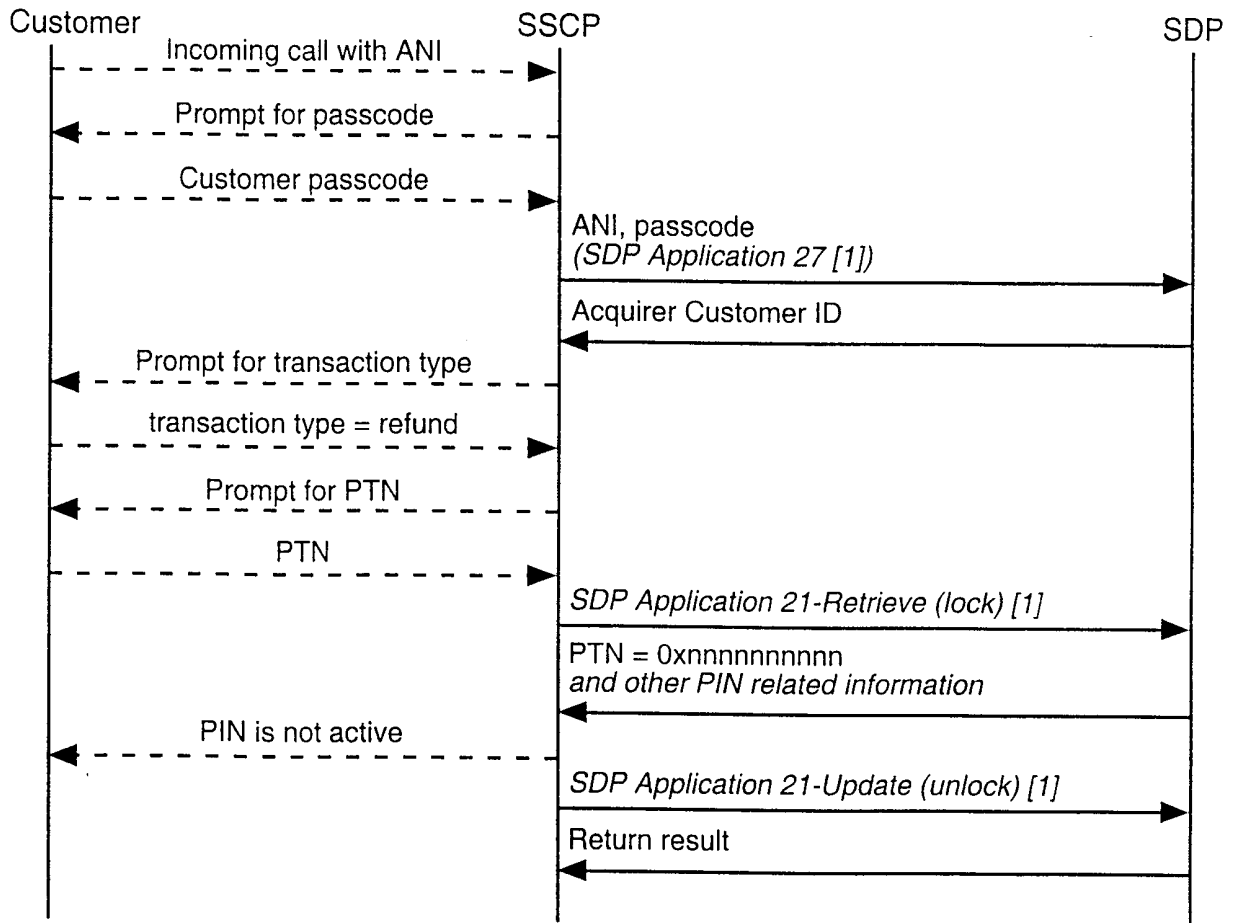 Customer
SSCP
SDP
Incoming call with ANI
Prompt for passcode
Customer passcode
ANI, passcode
(SDP Application 27 [1])
Acquirer Customer ID
Prompt for transaction type
transaction type = refund
Prompt for PTN
PTN
SDP Application 21-Retrieve (lock) [1]
PTN = 0xnnnnnnnnnnn
and other PIN related information
PIN is not active
SDP Application 21-Update (unlock) [1]
Return result